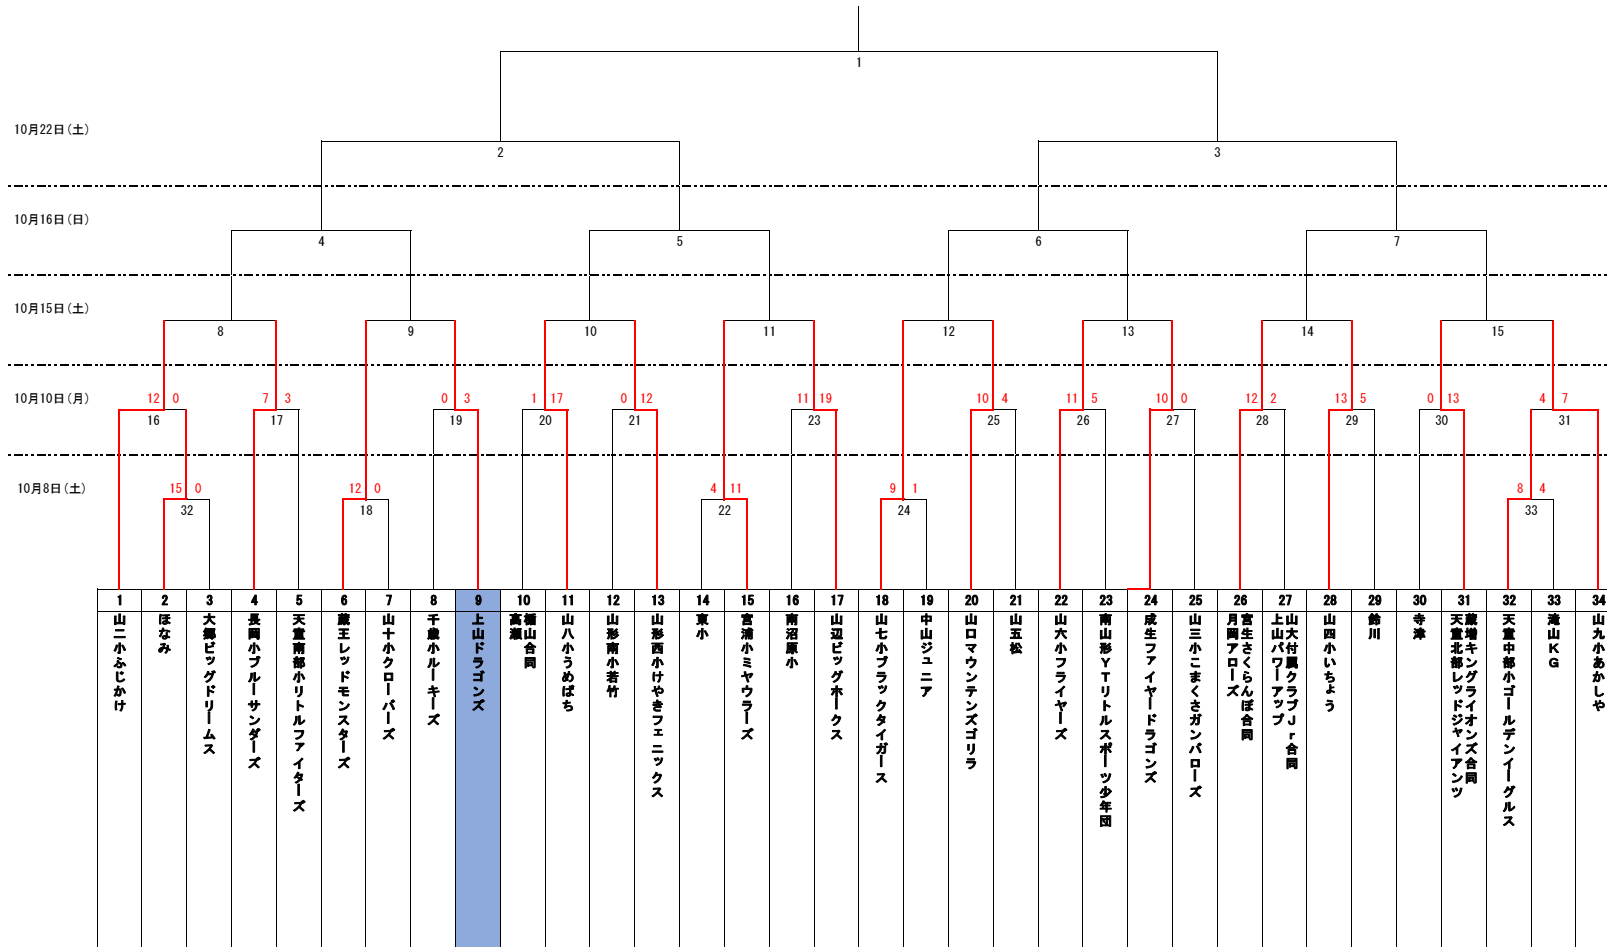 1
10月22日(土)
2
3
10月16日(日)
4
5
6
7
10月15日(土)
8
9
10
11
12
13
14
15
10月10日(月)
12 0
7 3
0 3
1 17
0 12
11 19
10 4
11 5
10 0
12 2
13 5
0 13
4 7
16
17
19
20
21
23
25
26
27
28
29
30
31
10月8日(土)
15 0
12 0
4 11
9 1
8 4
32
18
22
24
33
1
2
3
4
5
6
7
8
9
10
11
12
13
14
15
16
17
18
19
20
21
22
23
24
25
26
27
28
29
30
31
32
33
34
山二小ふじかけ
ほなみ
大郷ビッグドリームス
長岡小ブルーサンダーズ
天童南部小リトルファイターズ
蔵王レッドモンスターズ
山十小クローバーズ
千歳小ルーキーズ
上山ドラゴンズ
楯山合同
高瀬
山八小うめばち
山形南小若竹
山形西小けやきフェニックス
東小
宮浦小ミヤウラーズ
南沼原小
山辺ビッグホークス
山七小ブラックタイガース
中山ジュニア
山口マウンテンズゴリラ
山五松
山六小フライヤーズ
南山形YTリトルスポーツ少年団
成生ファイヤードラゴンズ
山三小こまくさガンバローズ
宮生さくらんぼ合同
月岡アローズ
山大付属クラブJr合同
上山パワーアップ
山四小いちょう
鈴川
寺津
蔵増キングライオンズ合同
天童北部レッドジャイアンツ
天童中部小ゴールデンイーグルス
滝山KG
山九小あかしや